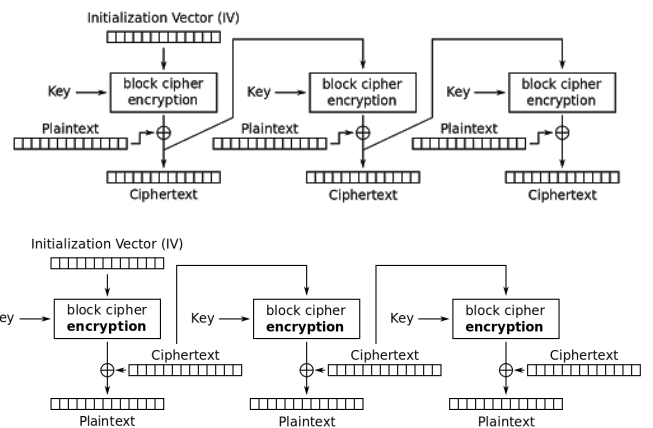 Initialization Vector (IV)
Key
block cipher
encryption
Key
block cipher
encryption
Key
block cipher
encryption
Plaintext
Plaintext
Plaintext
Ciphertext
Ciphertext
Ciphertext
Initialization Vector (IV)
ey
block cipher
encryption
Key
block cipher
encryption
Key
block cipher
encryption
Ciphertext
Ciphertext
Ciphertext
Plaintext
Plaintext
Plaintext